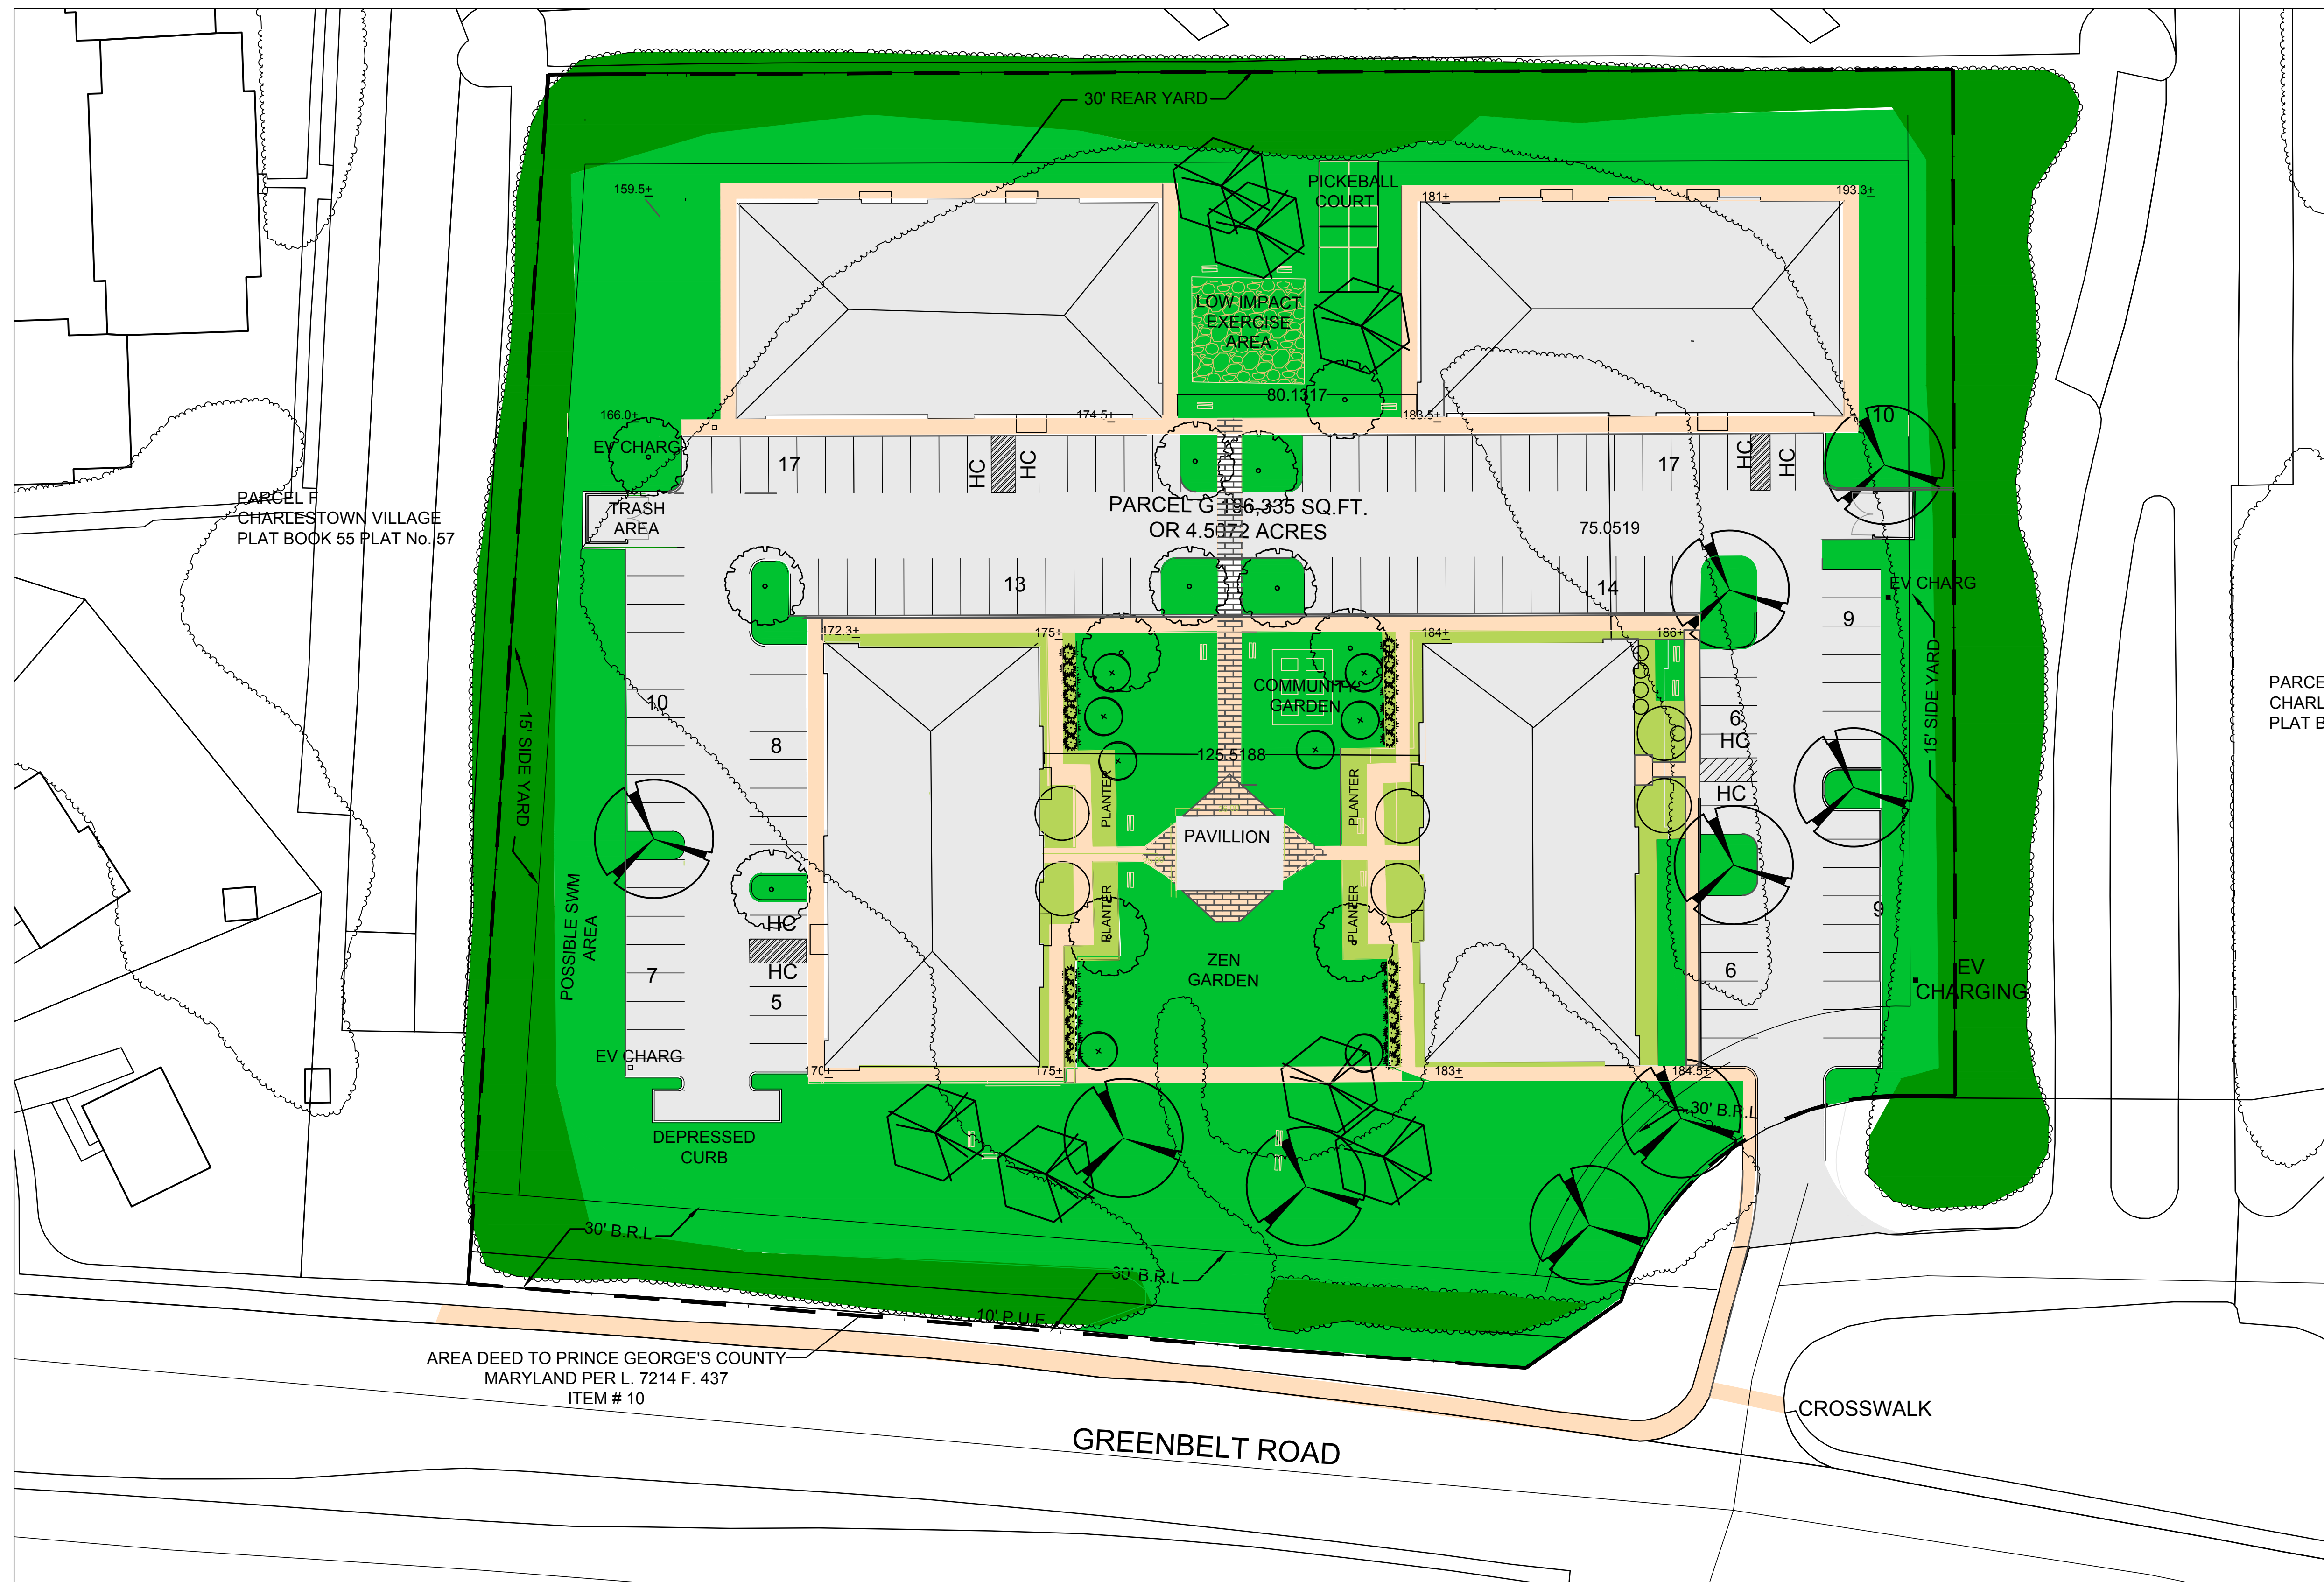 30' REAR YARD
159.5+
PICKEBALL
COURT
181+
193.3+
LOW IMPACT
EXERCISE
AREA
80.1317
166.0+
174.5+
183.5+
10
EV CHARG
17
HC
HC
17
HC
HC
PARCEL F
CHARLESTOWN VILLAGE
PLAT BOOK 55 PLAT No. 57
TRASH
AREA
PARCEL G 196,335 SQ.FT.
OR 4.5072 ACRES
75.0519
13
14
EV CHARG
9
172.3+
175+
184+
186+
15' SIDE YARD
10
8
COMMUNITY
GARDEN
6
HC
HC
15' SIDE YARD
PARCE
CHARL
PLAT B
125.5188
PLANTER
PLANTER
PAVILLION
PLANTER
PLANEER
POSSIBLE SWM
AREA
HC
HC
7
5
ZEN
GARDEN
6
9
EV
CHARGING
EV CHARG
170+
175+
183+
184.5+
30' B.R.L
DEPRESSED
CURB
30' B.R.L
30' B.R.L
10' P.U.E
AREA DEED TO PRINCE GEORGE'S COUNTY
MARYLAND PER L. 7214 F. 437
ITEM # 10
CROSSWALK
GREENBELT ROAD